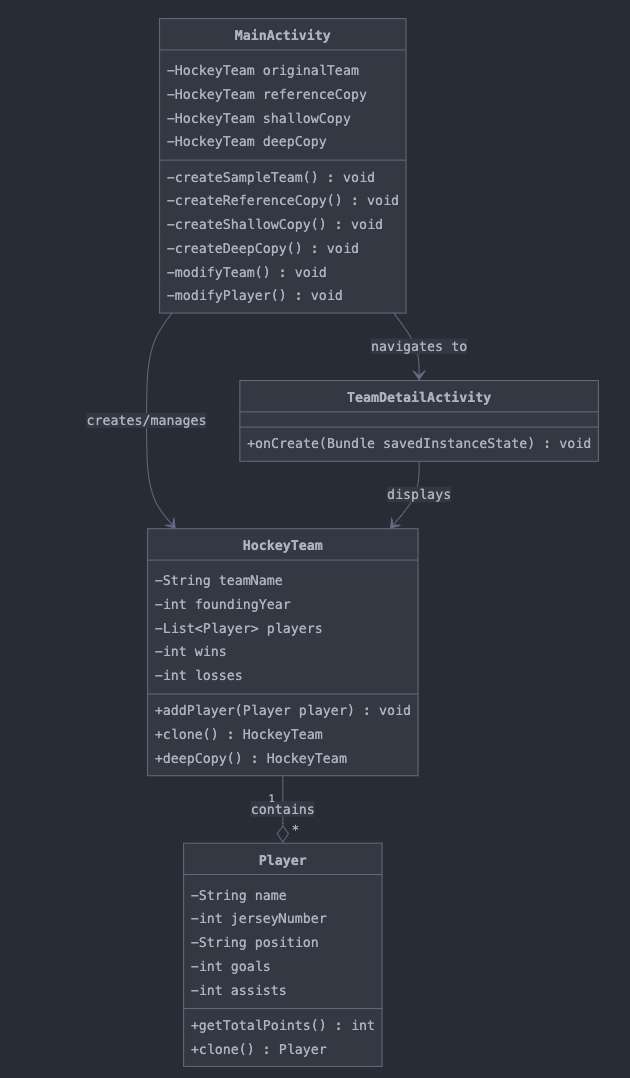 MainActivity
-HockeyTeam originalTeam
-HockeyTeam referenceCopy
-HockeyTeam shallowCopy
-HockeyTeam deepCopy
-createSampleTeam() : void
-createReferenceCopy() : void
-createShallowCopy() : void
-createDeepCopy() : void
-modifyTeam() : void
-modifyPlayer() : void
navigates to
creates/manages
TeamDetailActivity
+onCreate(Bundle savedInstanceState) : void
displays
HockeyTeam
-String teamName
-int foundingYear
-List<Player> players
-int wins
-int losses
+addPlayer(Player player) : void
+clone() : HockeyTeam
+deepCopy() : HockeyTeam
1
contains
*
Player
-String name
-int jerseyNumber
-String position
-int goals
-int assists
+getTotalPoints() : int
+clone() : Player